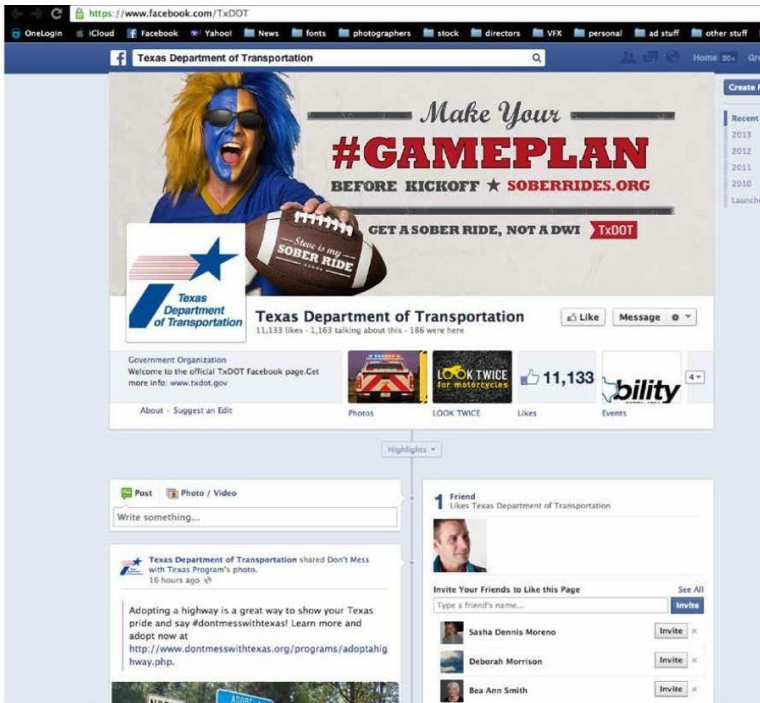 https://www.facebook.com/TxDOT
OneLogin iCloud Facebook Yahoo! News fonts photographers stock directors VFX personal ad stuff other stuff
Texas Department of Transportation
Home 20+
Create
Make Your
#GAMEPLAN
BEFORE KICKOFF ★ SOBERRIDES.ORG
GET A SOBER RIDE, NOT A DWI TxDOT
Steve is my
SOBER RIDE
Recent
2013
2012
2011
2010
Texas
Department
of Transportation
Texas Department of Transportation
11,133 likes · 1,163 talking about this · 186 were here
Like Message
Government Organization
Welcome to the official TxDOT Facebook page.Get
more info: www.txdot.gov
About - Suggest an Edit
LOOK TWICE
for motorcycles
11,133
bility
4
Photos LOOK TWICE Likes Events
Highlights
Post Photo / Video
Write something...
Texas Department of Transportation shared Don't Mess
with Texas Program's photo.
16 hours ago
Adopting a highway is a great way to show your Texas
pride and say #dontmesswithtexas! Learn more and
adopt now at
http://www.dontmesswithtexas.org/programs/adoptahig
hway.php.
1 Friend
Likes Texas Department of Transportation
Invite Your Friends to Like this Page See All
Type a friend's name... Invite
Sasha Dennis Moreno Invite ×
Deborah Morrison Invite ×
Bea Ann Smith Invite ×